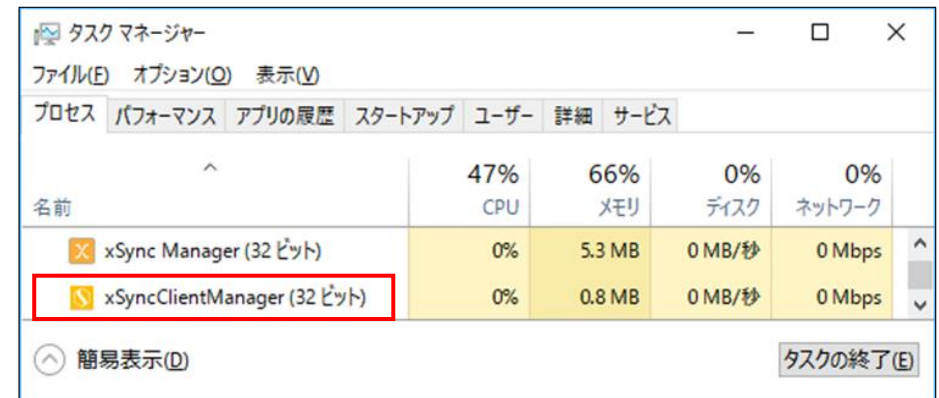 タスク マネージャー
ファイル(F) オプション(O) 表示(V)
プロセス パフォーマンス アプリの履歴 スタートアップ ユーザー 詳細 サービス
47% 66% 0% 0%
名前 CPU メモリ ディスク ネットワーク
xSync Manager (32 ビット) 0% 5.3 MB 0 MB/秒 0 Mbps
xSyncClientManager (32 ビット) 0% 0.8 MB 0 MB/秒 0 Mbps
簡易表示(D) タスクの終了(E)